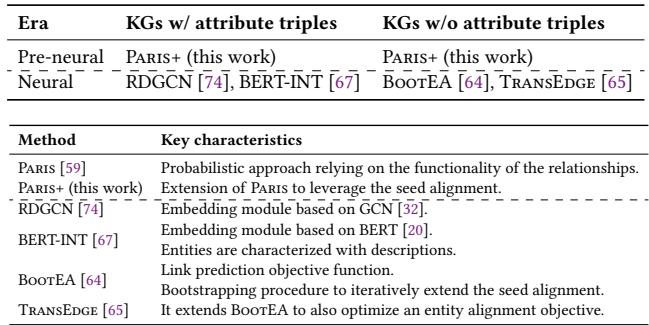 Era KGs w/ attribute triples KGs w/o attribute triples
Pre-neural PARIS+ (this work) PARIS+ (this work)
Neural RDGCN [74], BERT-INT [67] BOOTEA [64], TRANSEDGE [65]
Method Key characteristics
PARIS [59] Probabilistic approach relying on the functionality of the relationships.
PARIS+ (this work) Extension of PARIS to leverage the seed alignment.
RDGCN [74] Embedding module based on GCN [32].
BERT-INT [67] Embedding module based on BERT [20].
Entities are characterized with descriptions.
BOOTEA [64] Link prediction objective function.
Bootstrapping procedure to iteratively extend the seed alignment.
TRANSEDGE [65] It extends BOOTEA to also optimize an entity alignment objective.